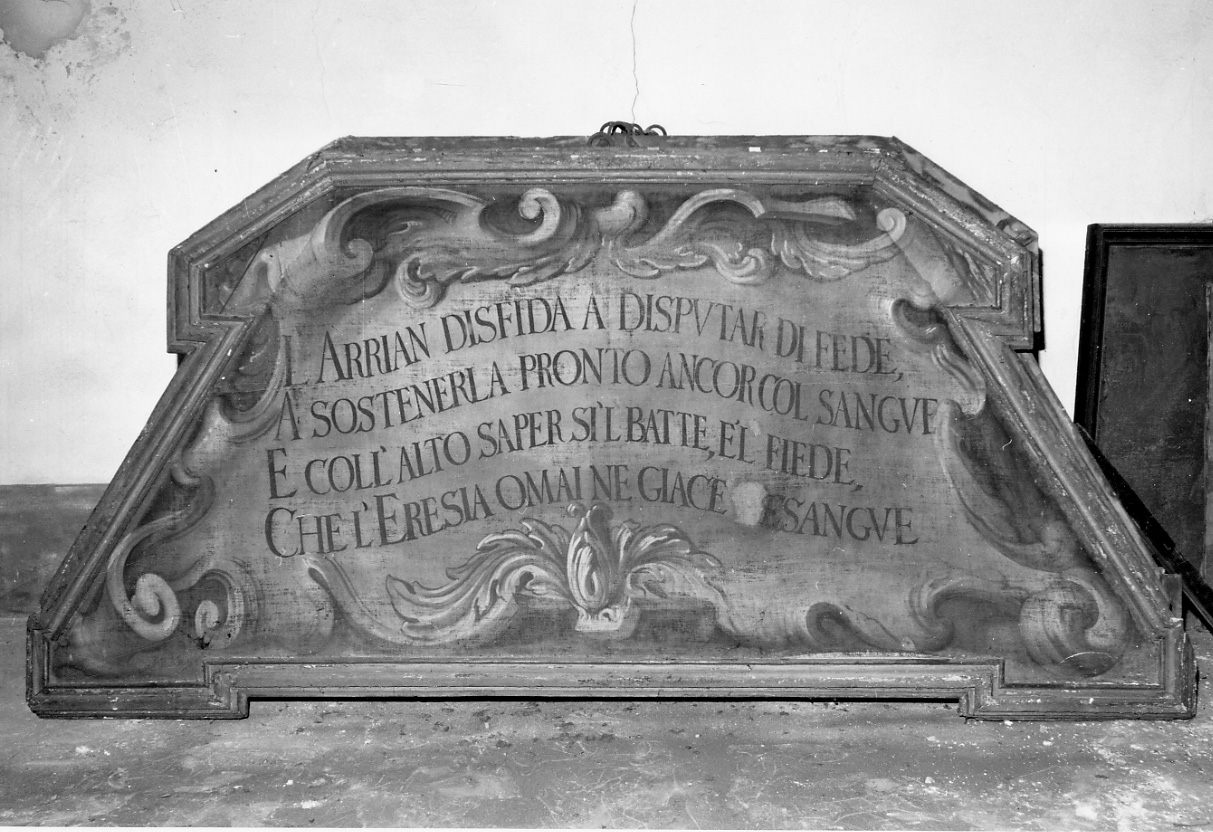 L'ARRIAN DISFIDA A DISPVTAR DI FEDE,
A' SOSTENERLA PRONTO ANCOR COL SANGVE
E COLL'ALTO SAPER SI'L BATTE, E'L FIEDE,
CHE L'ERESIA OMAI NE GIACE ESANGVE